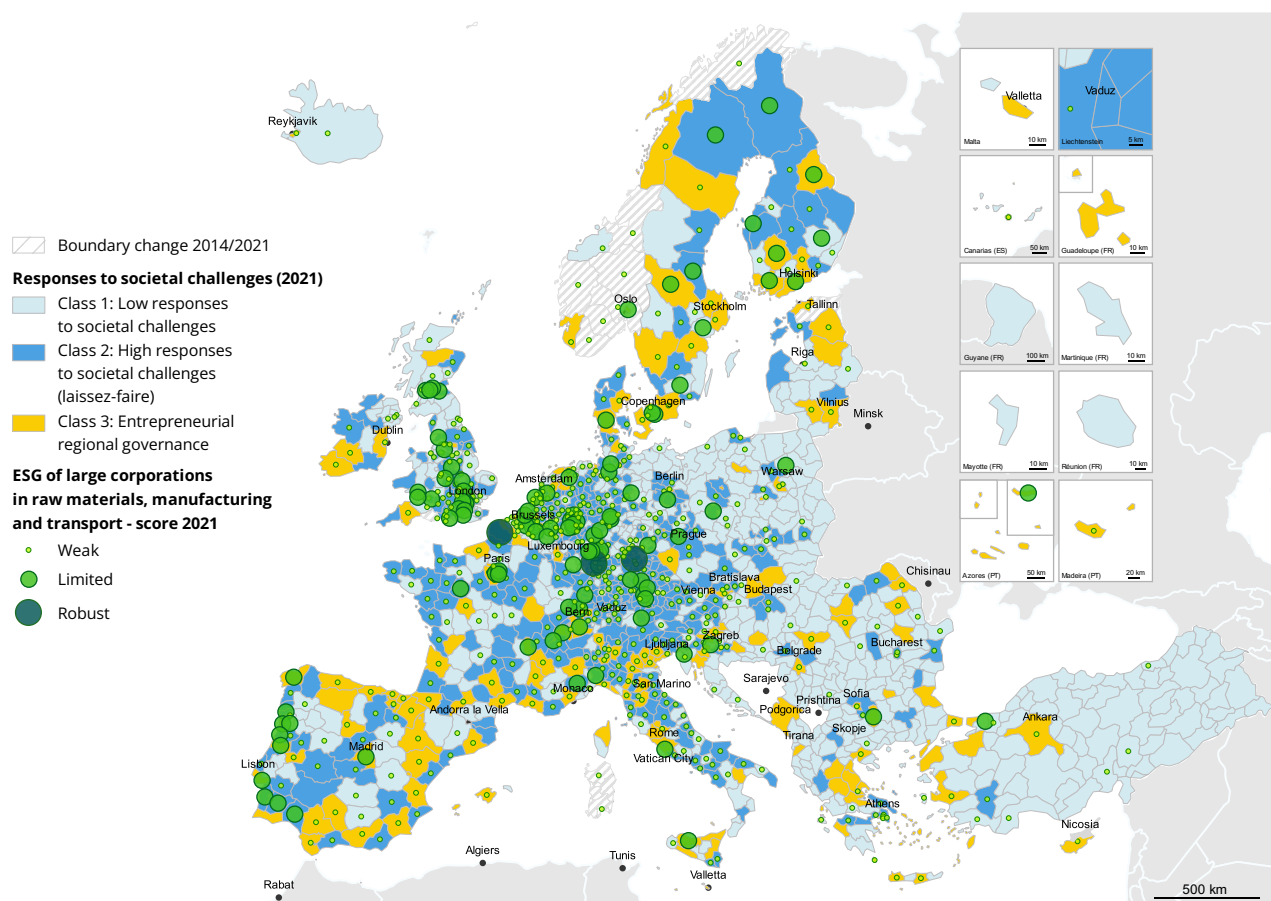 Boundary change 2014/2021
Responses to societal challenges (2021)
Class 1: Low responses
to societal challenges
Class 2: High responses
to societal challenges
(laissez-faire)
Class 3: Entrepreneurial
regional governance
ESG of large corporations
in raw materials, manufacturing
and transport - score 2021
Weak
Limited
Robust
Reykjavik
Oslo
Helsinki
Stockholm
Tallinn
Riga
Copenhagen
Vilnius
Minsk
Dublin
Amsterdam
Berlin
Warsaw
London
Brussels
Luxembourg
Prague
Paris
Bratislava
Vienna
Budapest
Chisinau
Bern
Vaduz
Ljubljana
Zagreb
Belgrade
Bucharest
Monaco
San Marino
Sarajevo
Andorra la Vella
Podgorica
Prishtina
Sofia
Skopje
Ankara
Rome
Tirana
Madrid
Vatican City
Lisbon
Athens
Nicosia
Algiers
Tunis
Valletta
Rabat
500 km
Valletta
Malta
10 km
Vaduz
Liechtenstein
5 km
Canarias (ES)
50 km
Guadeloupe (FR)
10 km
Guyane (FR)
100 km
Martinique (FR)
10 km
Mayotte (FR)
10 km
Réunion (FR)
10 km
Azores (PT)
50 km
Madeira (PT)
20 km